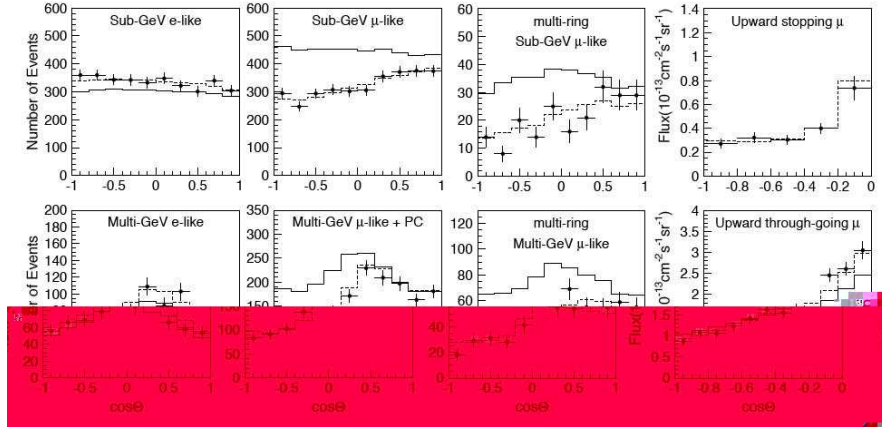 Sub-GeV e-like
Sub-GeV μ-like
multi-ring
Sub-GeV μ-like
Upward stopping μ
Number of Events
Flux(10⁻¹³cm⁻²s⁻¹sr⁻¹)
600
500
400
300
200
100
0
-1 -0.5 0 0.5 1
600
500
400
300
200
100
0
-1 -0.5 0 0.5 1
50
40
30
20
10
0
-1 -0.5 0 0.5 1
1.4
1.2
1
0.8
0.6
0.4
0.2
0
-1 -0.8 -0.6 -0.4 -0.2 0
Multi-GeV e-like
Multi-GeV μ-like + PC
multi-ring
Multi-GeV μ-like
Upward through-going μ
200
180
160
140
120
100
80
60
40
20
0
-1 -0.5 0 0.5 1
cosΘ
350
300
250
200
150
100
50
0
-1 -0.5 0 0.5 1
cosΘ
120
100
80
60
40
20
0
-1 -0.5 0 0.5 1
cosΘ
4
3.5
3
2.5
2
1.5
1
0.5
0
-1 -0.8 -0.6 -0.4 -0.2 0
cosΘ